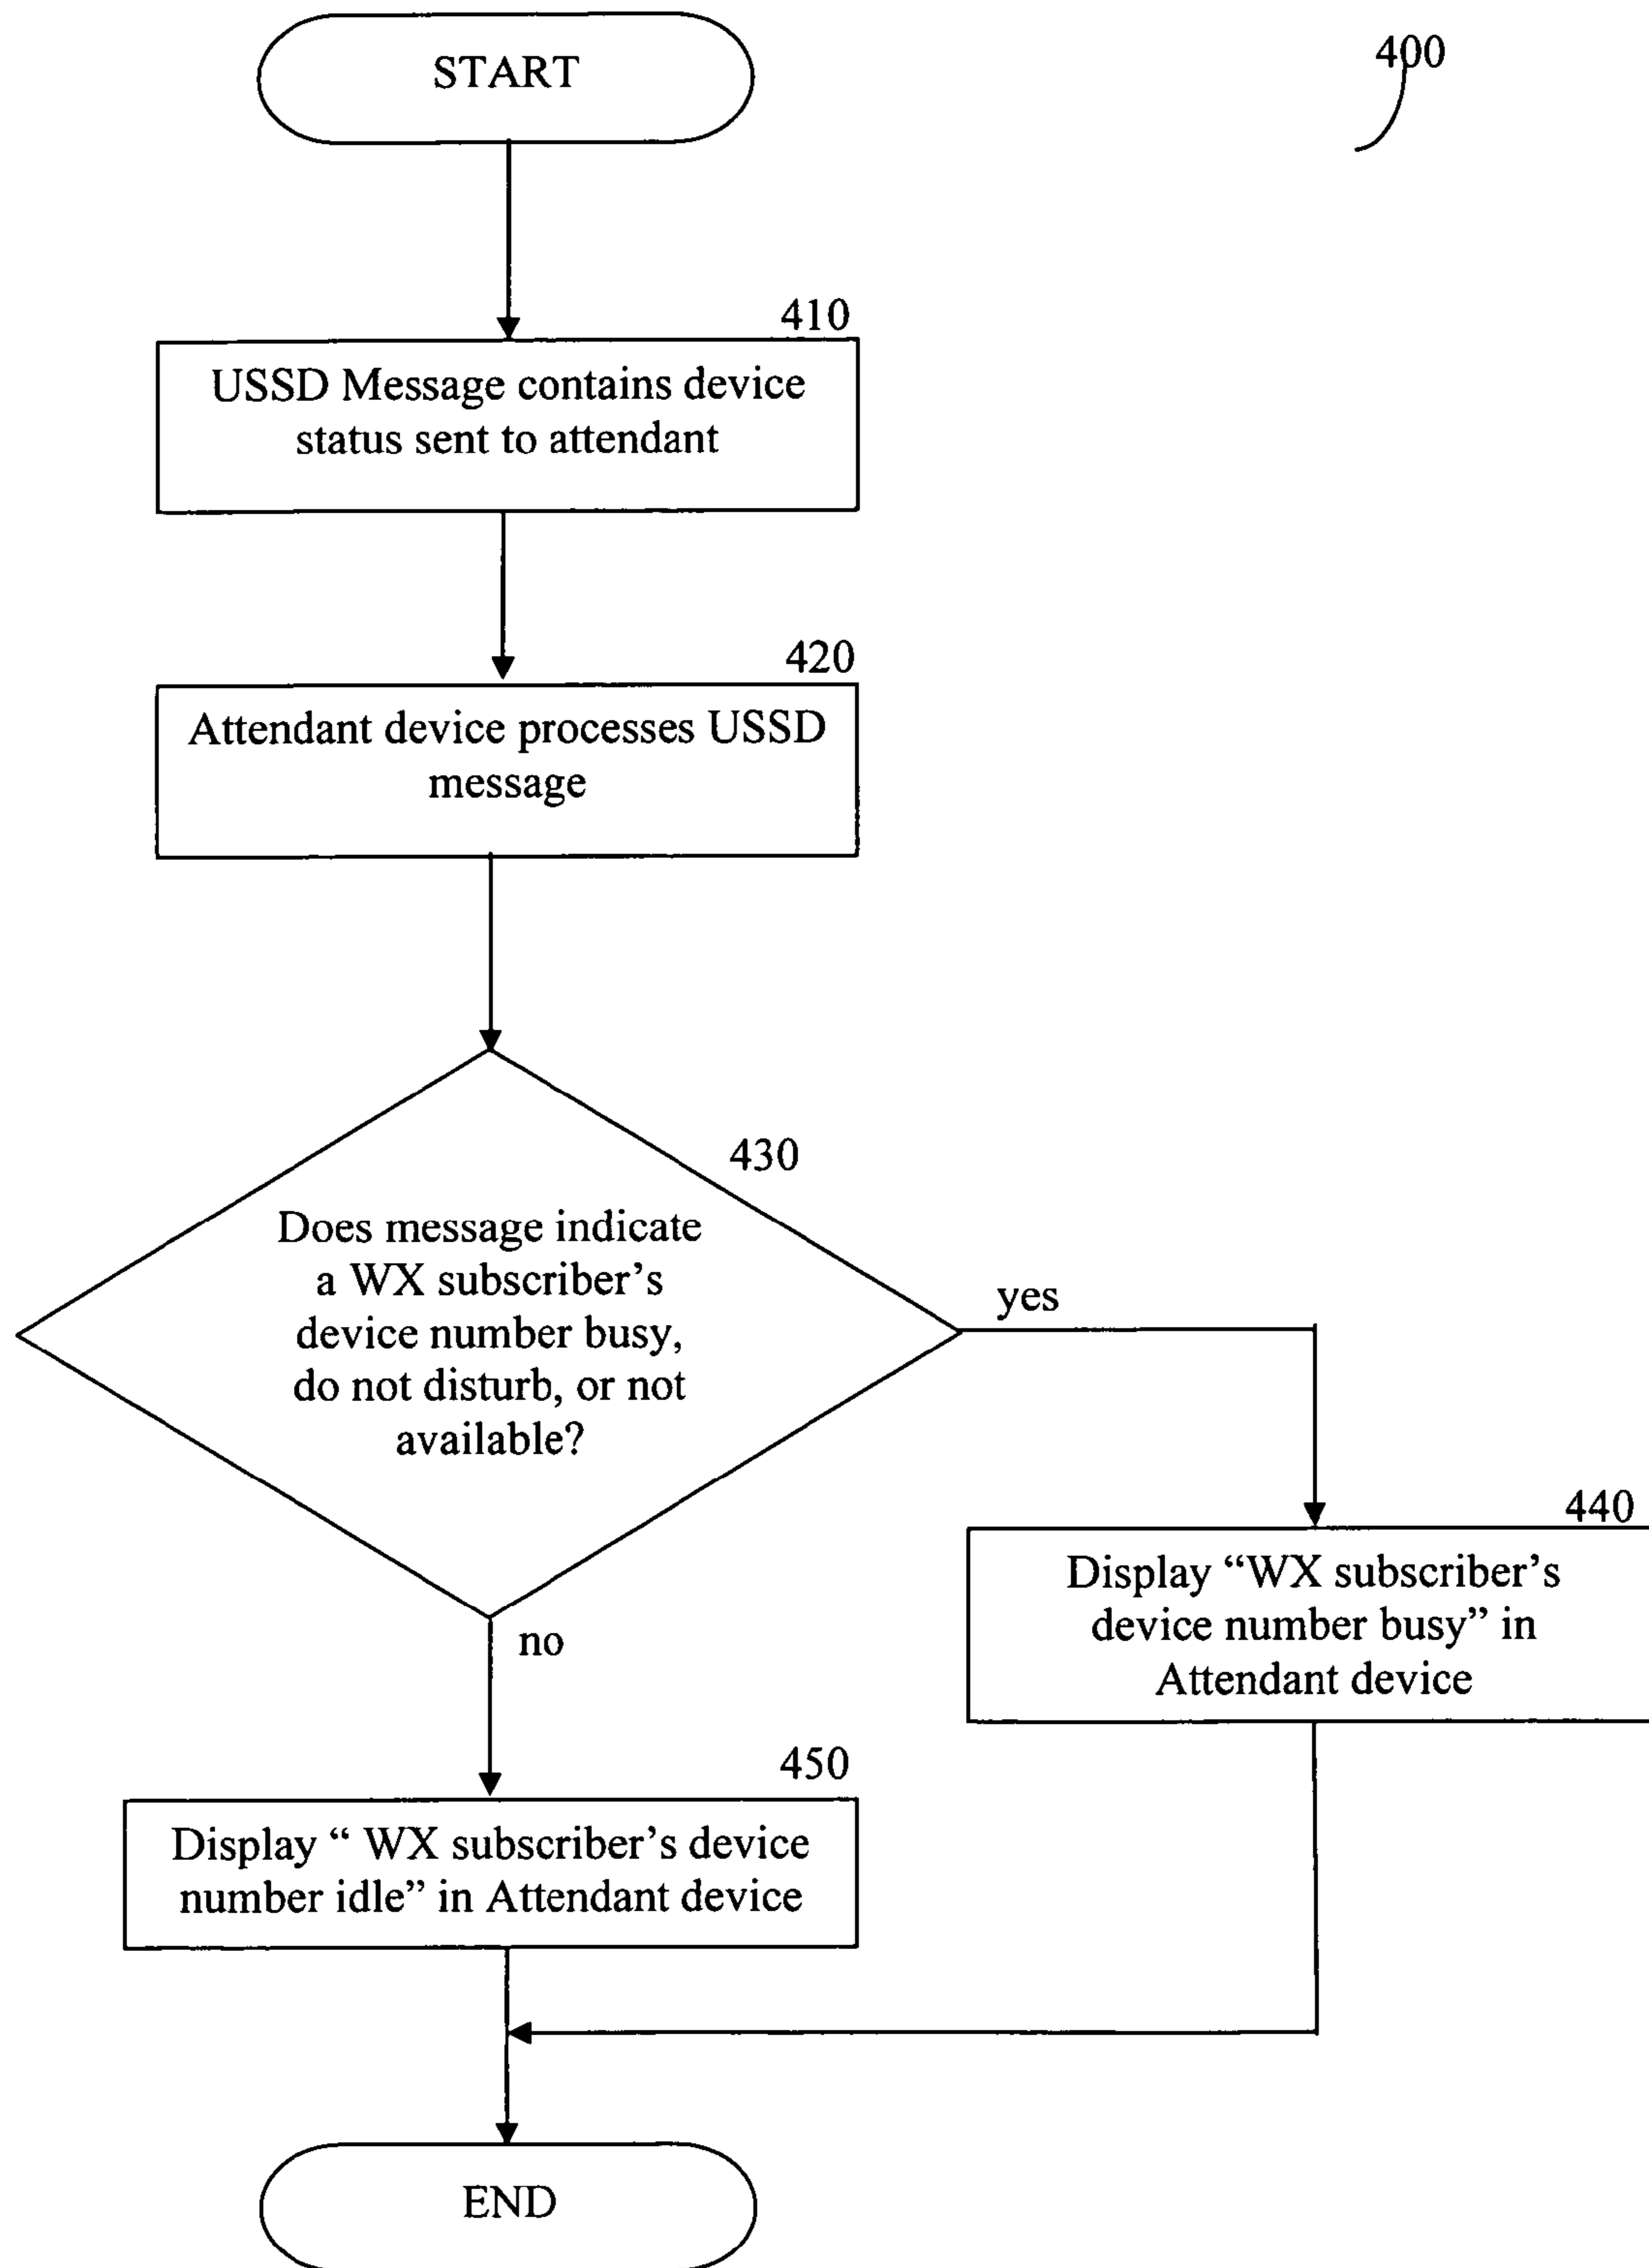 START
400
410
USSD Message contains device
status sent to attendant
420
Attendant device processes USSD
message
430
Does message indicate
a WX subscriber’s
device number busy,
do not disturb, or not
available?
yes
440
Display “WX subscriber’s
device number busy” in
Attendant device
no
450
Display “ WX subscriber’s device
number idle” in Attendant device
END